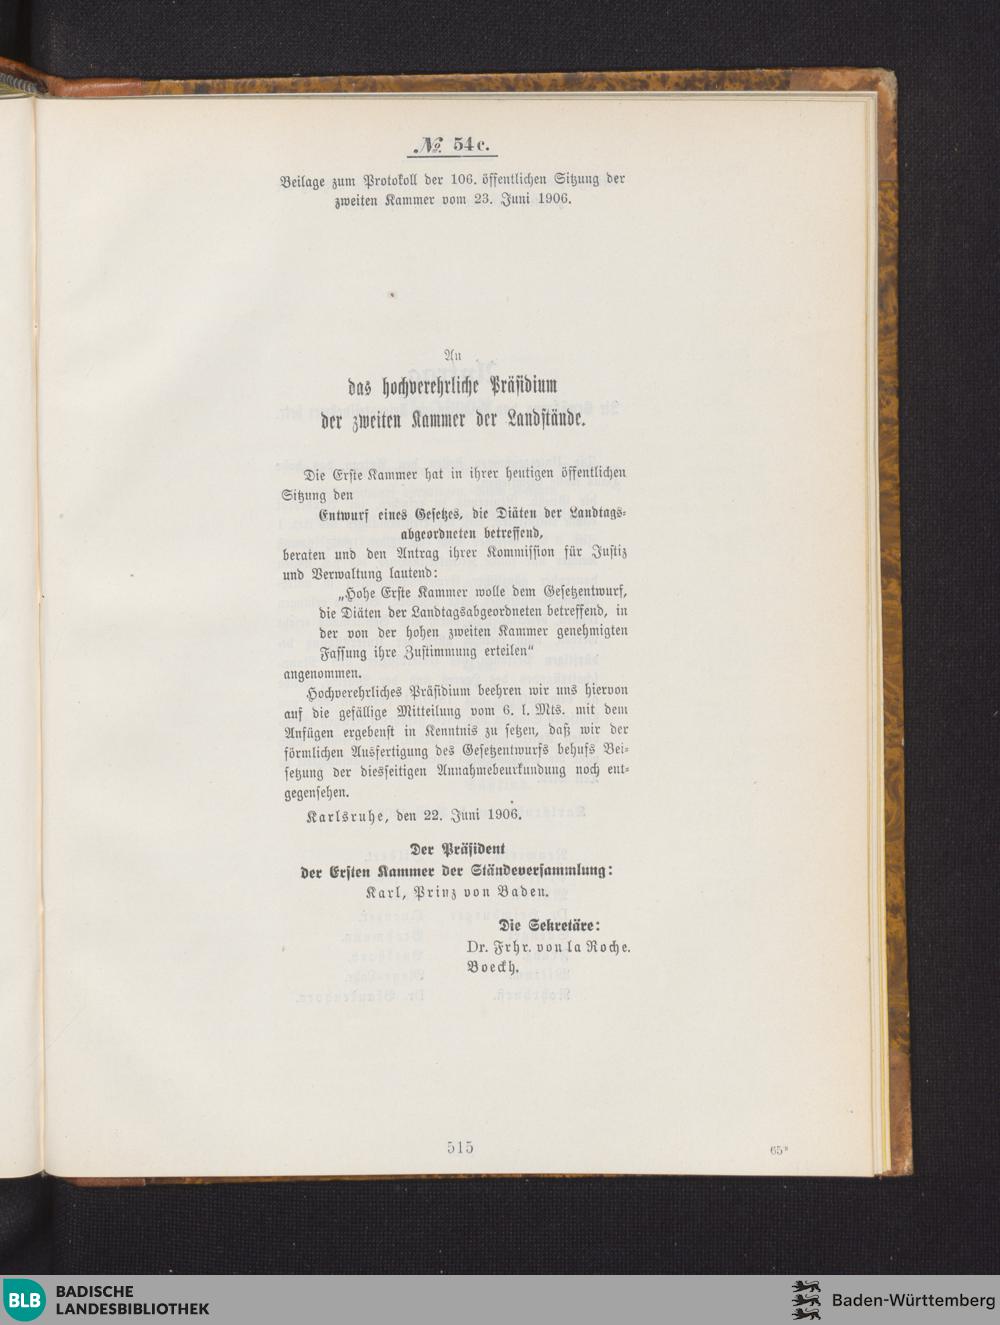 №. 54c.
Beilage zum Protokoll der 106. öffentlichen Sitzung der
zweiten Kammer vom 23. Juni 1906.
An
das hochverehrliche Präsidium
der zweiten Kammer der Landstände.
Die Erste Kammer hat in ihrer heutigen öffentlichen
Sitzung den
Entwurf eines Gesetzes, die Diäten der Landtags-
abgeordneten betreffend,
beraten und den Antrag ihrer Kommission für Justiz
und Verwaltung lautend:
„Hohe Erste Kammer wolle dem Gesetzentwurf,
die Diäten der Landtagsabgeordneten betreffend, in
der von der hohen zweiten Kammer genehmigten
Fassung ihre Zustimmung erteilen"
angenommen.
Hochverehrliches Präsidium beehren wir uns hiervon
auf die gefällige Mitteilung vom 6. l. Mts. mit dem
Anfügen ergebenst in Kenntnis zu setzen, daß wir der
förmlichen Ausfertigung des Gesetzentwurfs behufs Bei-
setzung der diesseitigen Annahmebeurkundung noch ent-
gegensehen.
Karlsruhe, den 22. Juni 1906.
Der Präsident
der Ersten Kammer der Ständeversammlung:
Karl, Prinz von Baden.
Die Sekretäre:
Dr. Frhr. von la Roche.
Boeckh.
515
65*
BLB BADISCHE
LANDESBIBLIOTHEK
Baden-Württemberg